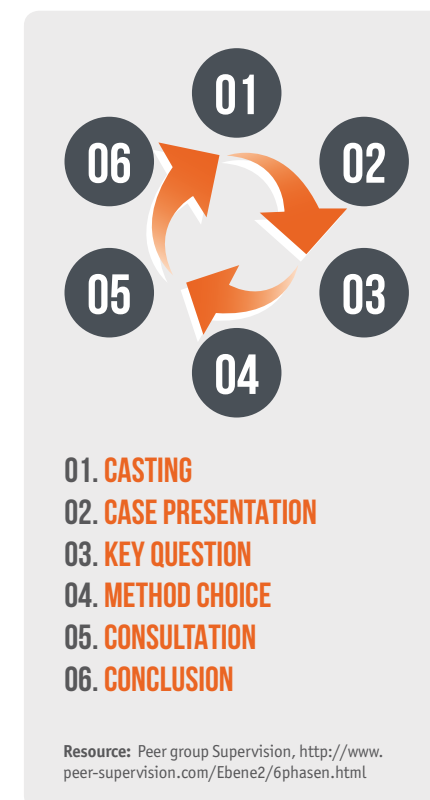 01
02
03
04
05
06
01. CASTING
02. CASE PRESENTATION
03. KEY QUESTION
04. METHOD CHOICE
05. CONSULTATION
06. CONCLUSION
Resource: Peer group Supervision, http://www.
peer-supervision.com/Ebene2/6phasen.html